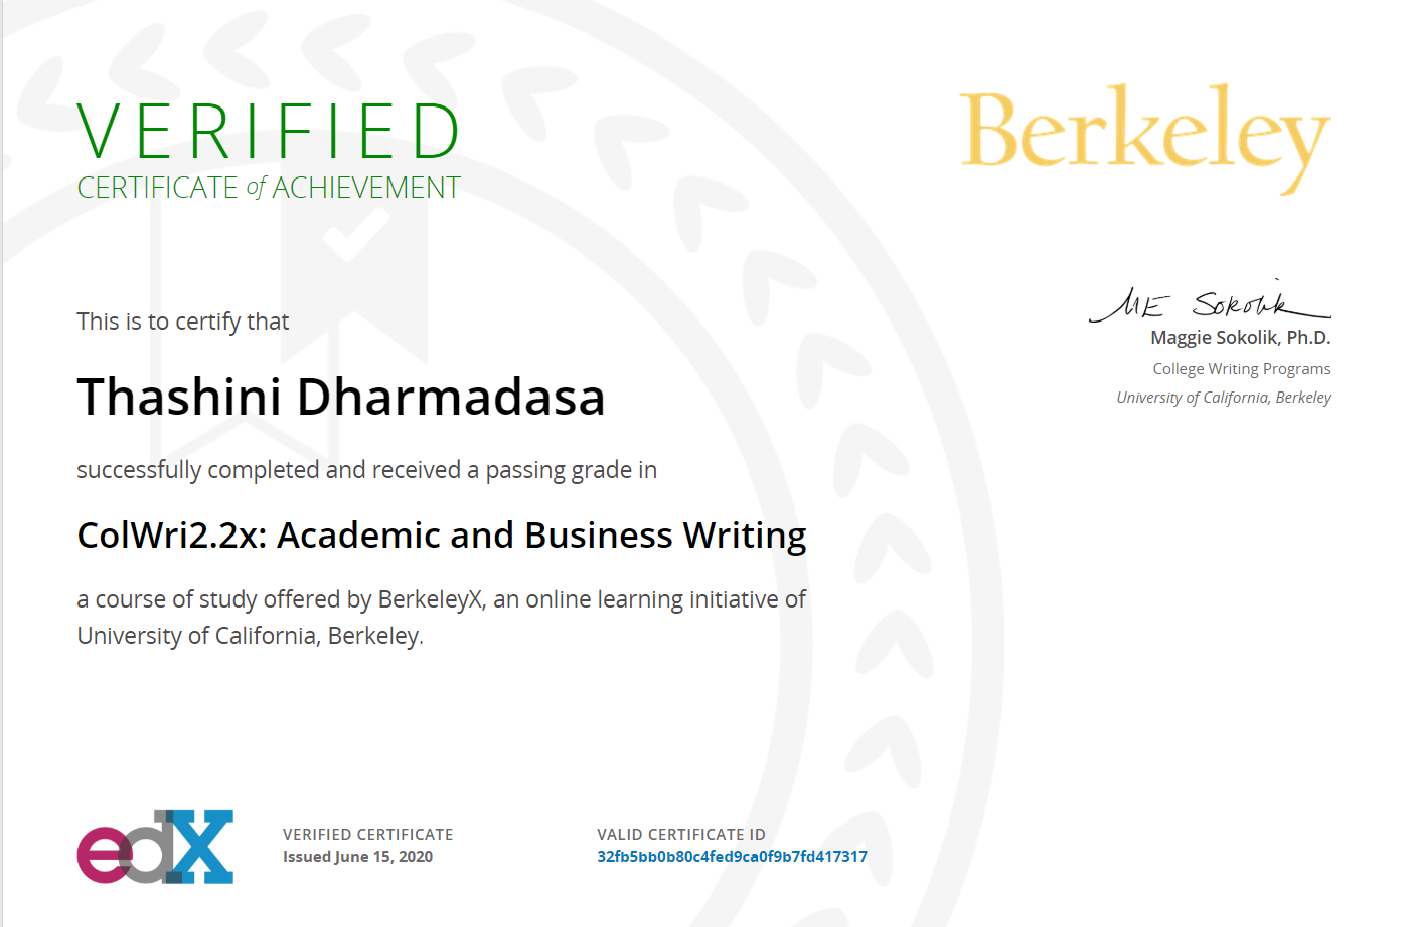 VERIFIED
CERTIFICATE of ACHIEVEMENT
Berkeley
This is to certify that
Thashini Dharmadasa
successfully completed and received a passing grade in
ColWri2.2x: Academic and Business Writing
a course of study offered by BerkeleyX, an online learning initiative of
University of California, Berkeley.
ME Sokolik
Maggie Sokolik, Ph.D.
College Writing Programs
University of California, Berkeley
edX
VERIFIED CERTIFICATE
Issued June 15, 2020
VALID CERTIFICATE ID
32fb5bb0b80c4fed9ca0f9b7fd417317